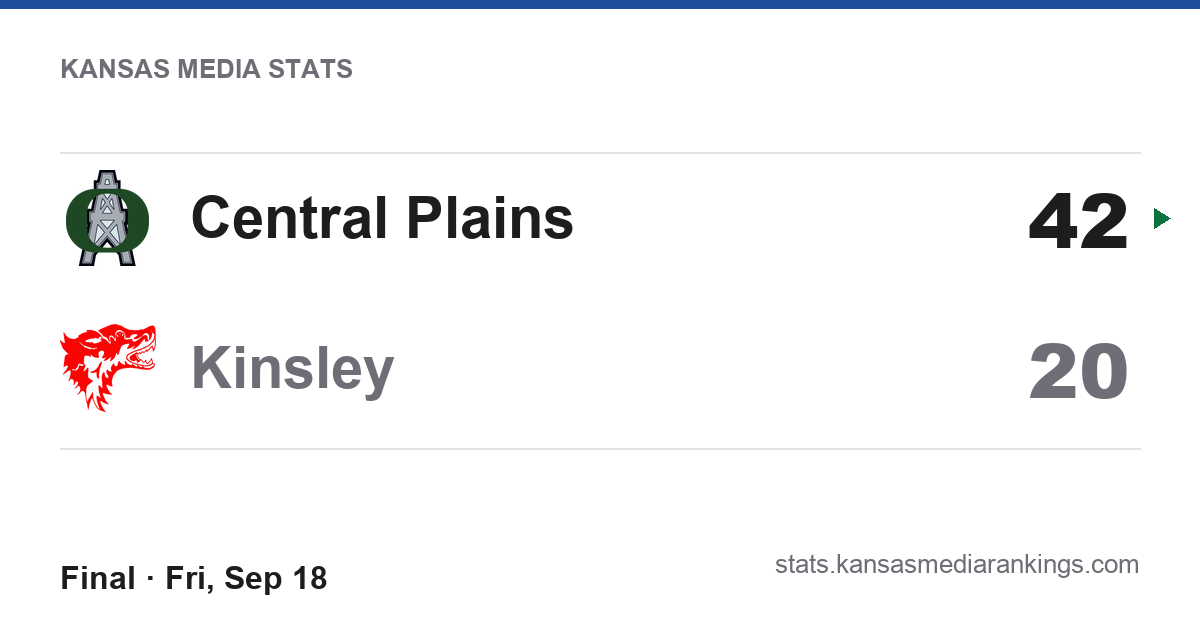 KANSAS MEDIA STATS
Central Plains 42
Kinsley 20
Final · Fri, Sep 18
stats.kansasmediarankings.com